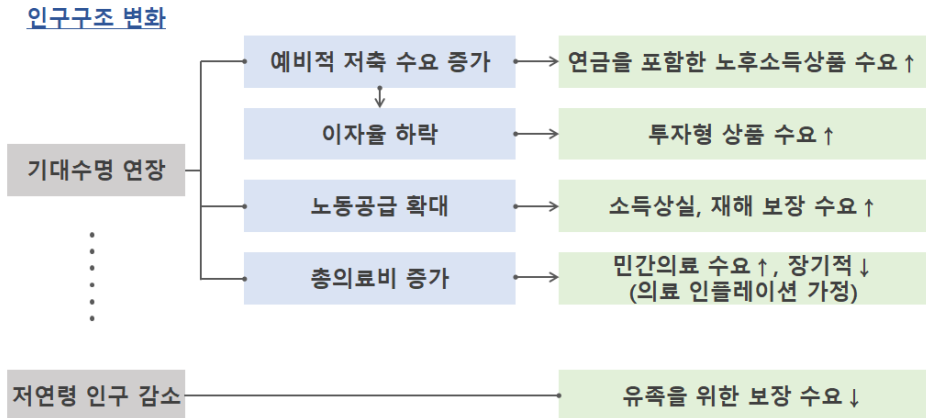 인구구조 변화
예비적 저축 수요 증가
연금을 포함한 노후소득상품 수요↑
이자율 하락
투자형 상품 수요↑
기대수명 연장
노동공급 확대
소득상실, 재해 보장 수요↑
총의료비 증가
민간의료 수요↑, 장기적↓
(의료 인플레이션 가정)
저연령 인구 감소
유족을 위한 보장 수요↓